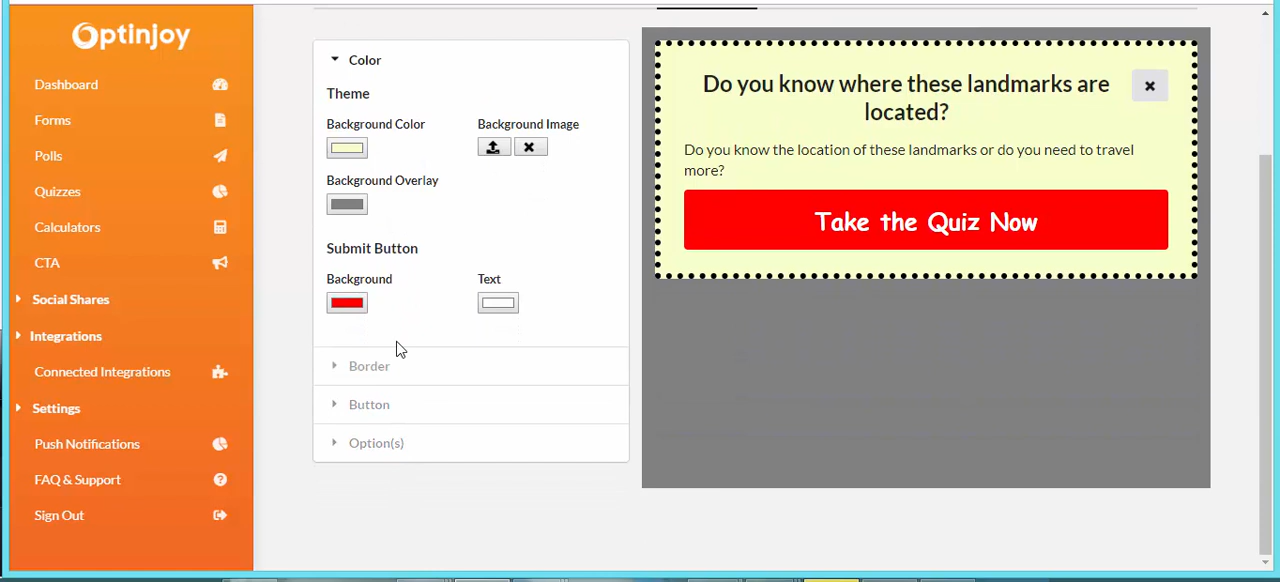 Optinjoy
Dashboard
Forms
Polls
Quizzes
Calculators
CTA
Social Shares
Integrations
Connected Integrations
Settings
Push Notifications
FAQ & Support
Sign Out
Color
Theme
Background Color
Background Image
Background Overlay
Submit Button
Background
Text
Border
Button
Option(s)
Do you know where these landmarks are
located?
Do you know the location of these landmarks or do you need to travel
more?
Take the Quiz Now